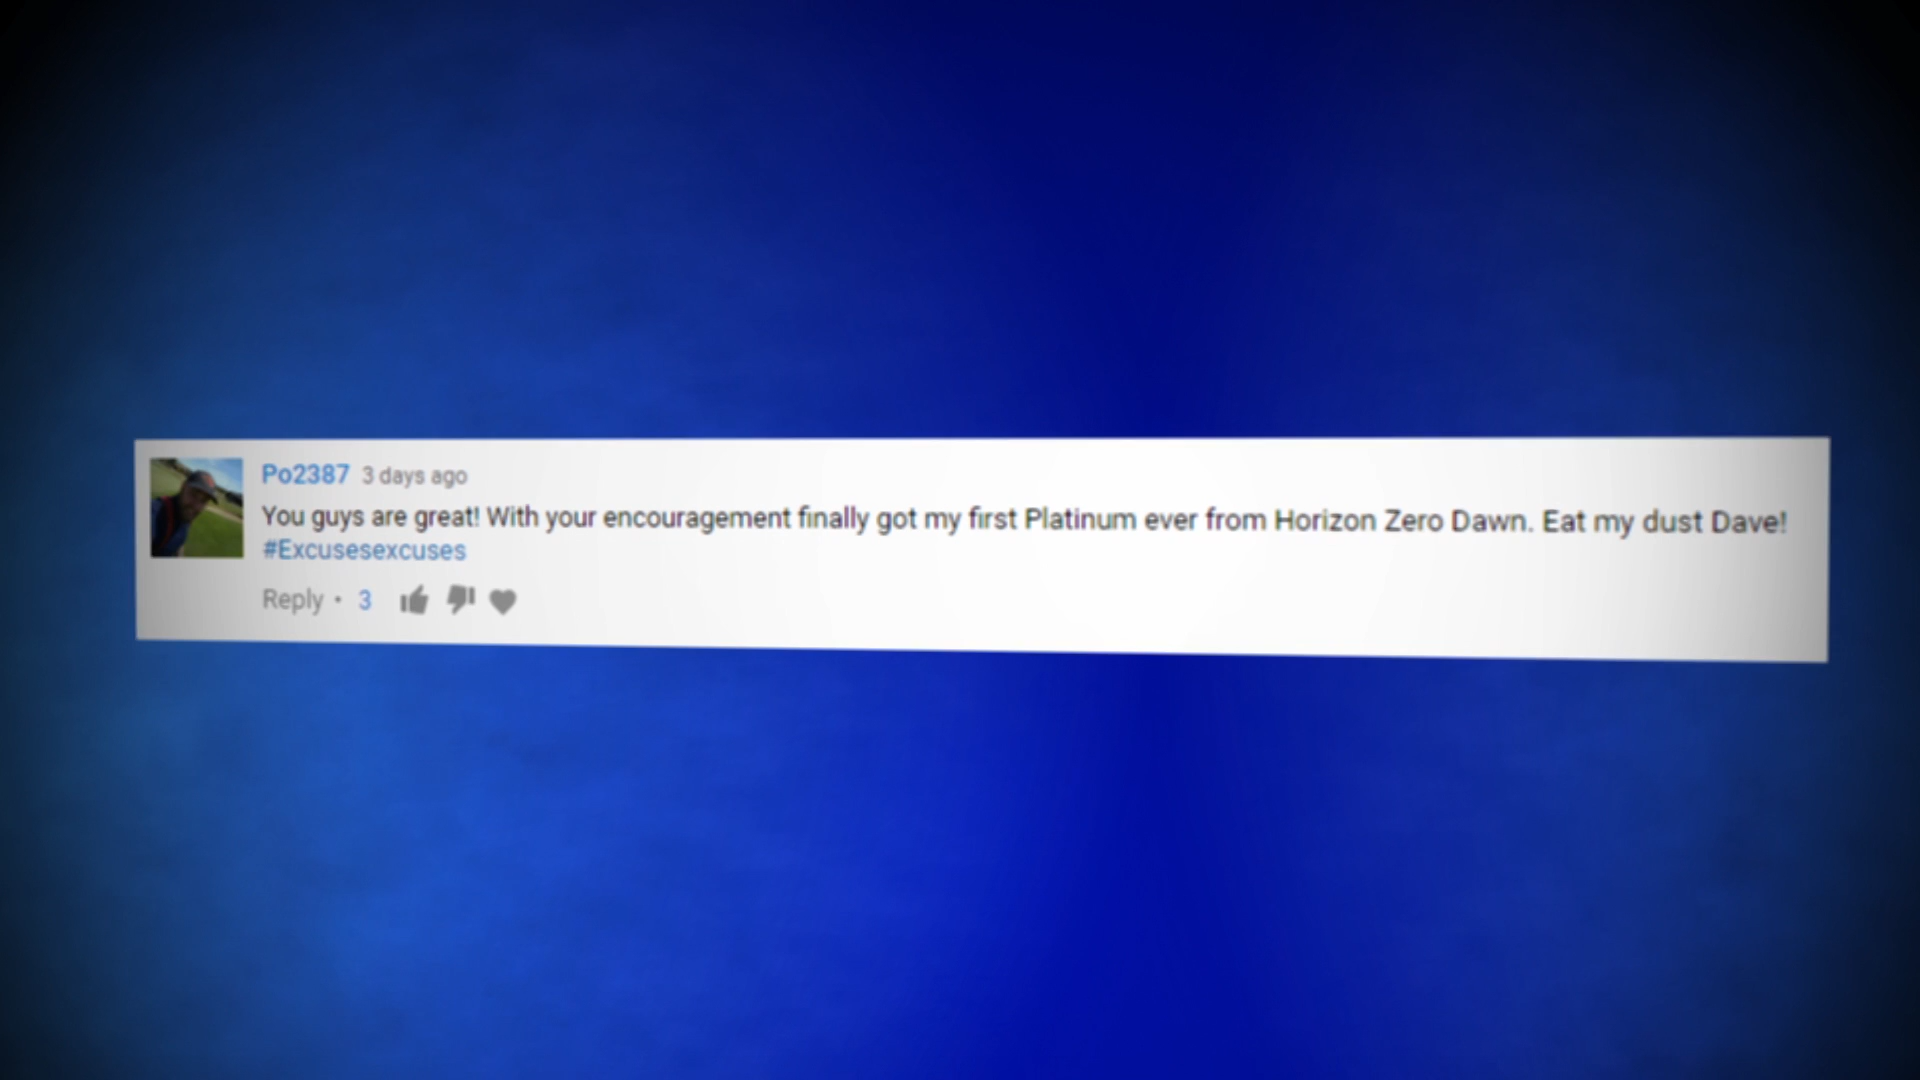 Po2387 3 days ago
You guys are great! With your encouragement finally got my first Platinum ever from Horizon Zero Dawn. Eat my dust Dave!
#Excusesexcuses
Reply • 3